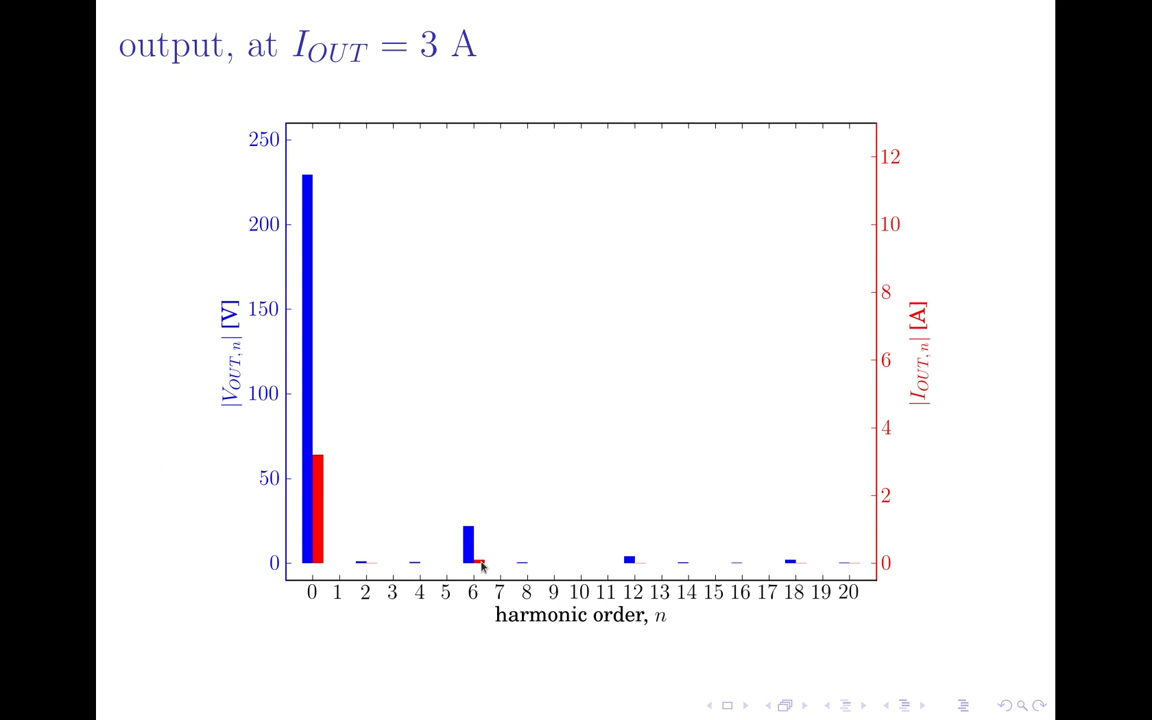 output, at I_OUT = 3 A
250
200
150
100
50
0
|V_OUT,n| [V]
12
10
8
6
4
2
0
|I_OUT,n| [A]
0 1 2 3 4 5 6 7 8 9 10 11 12 13 14 15 16 17 18 19 20
harmonic order, n